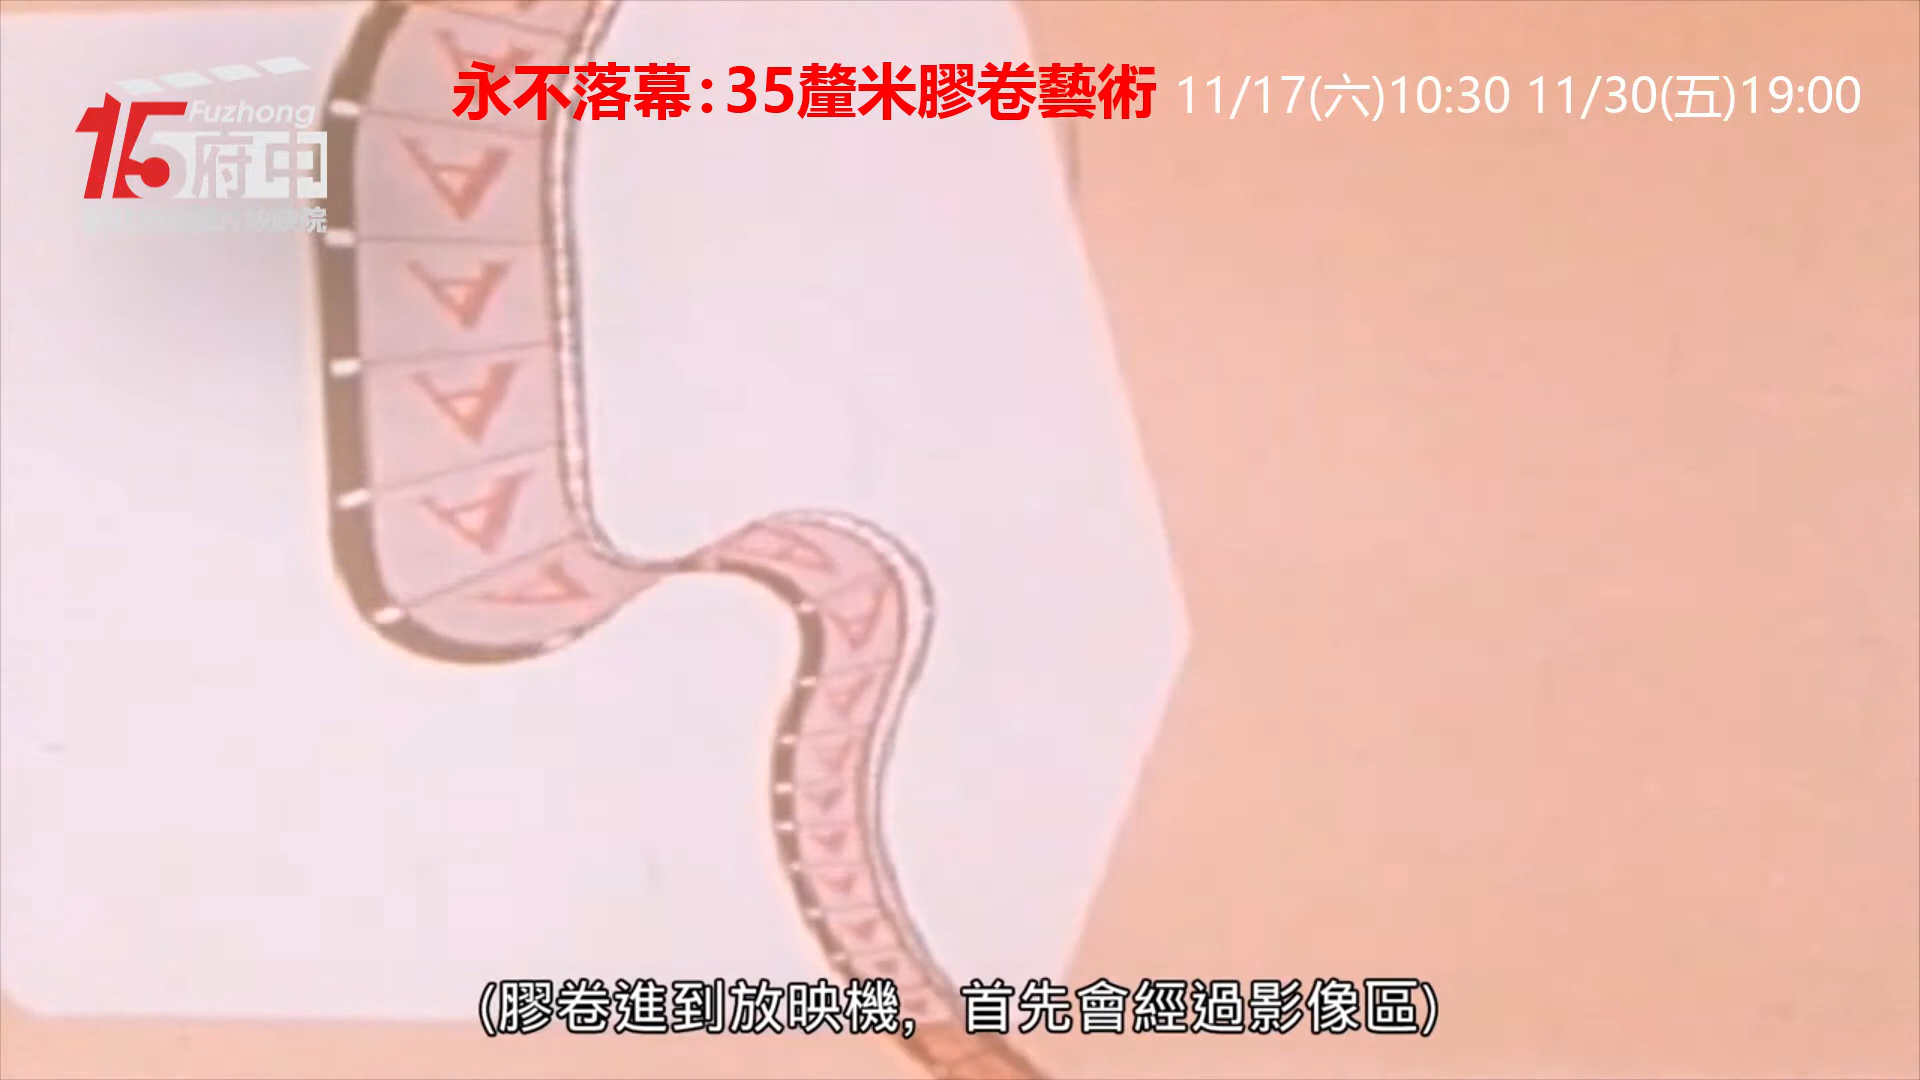 永不落幕:35釐米膠卷藝術 11/17(六)10:30 11/30(五)19:00
15 Fuzhong
府中
A
A
A
A
A
A
(膠卷進到放映機, 首先會經過影像區)